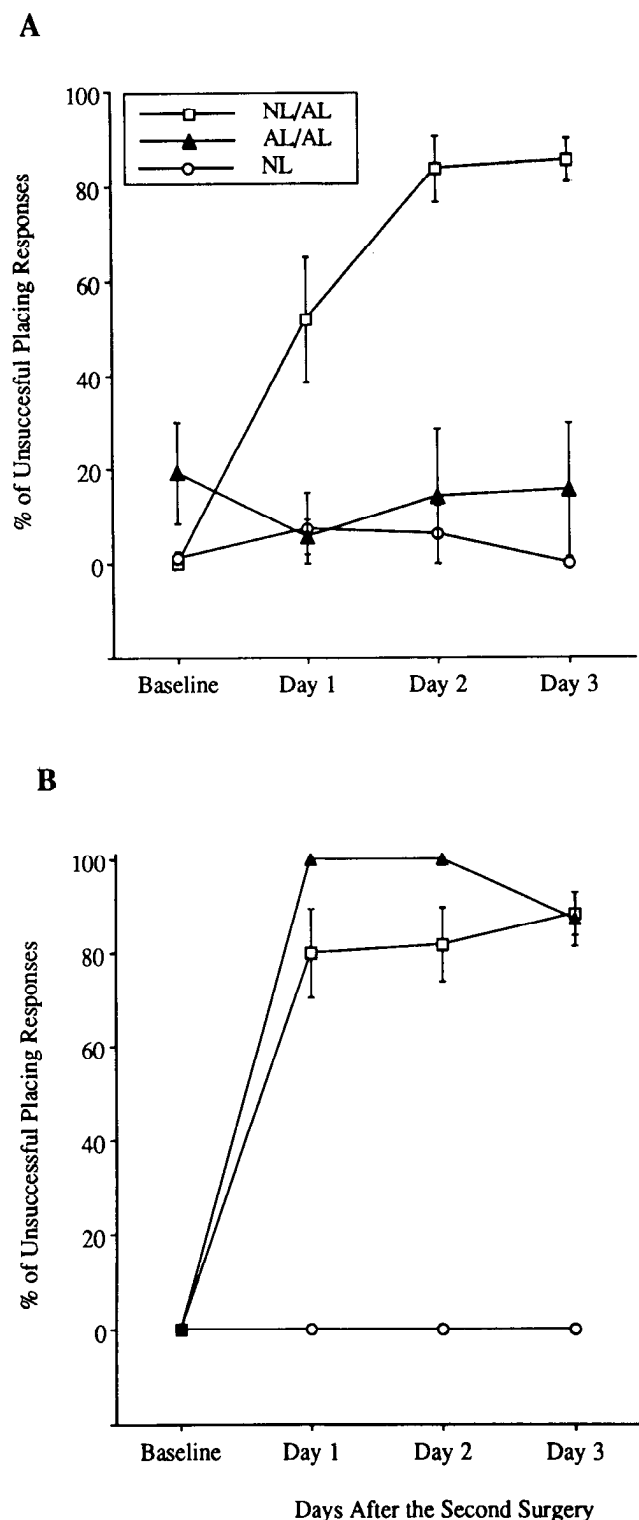 A
100
80
60
40
20
0
% of Unsuccesful Placing Responses
NL/AL
AL/AL
NL
Baseline Day 1 Day 2 Day 3
B
100
80
60
40
20
0
% of Unsuccessful Placing Responses
Baseline Day 1 Day 2 Day 3
Days After the Second Surgery